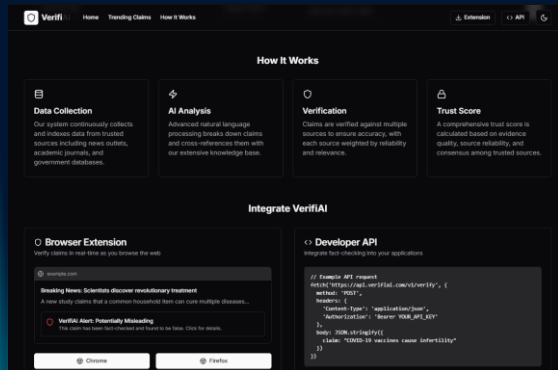 VerifiAI
Home
Trending Claims
How It Works
Extension
<> API
How It Works
Data Collection
Our system continuously collects
and indexes data from trusted
sources including news outlets,
academic journals, and
government databases.
AI Analysis
Advanced natural language
processing breaks down claims
and cross-references them with
our extensive knowledge base.
Verification
Claims are verified against multiple
sources to ensure accuracy, with
each source weighted by reliability
and relevance.
Trust Score
A comprehensive trust score is
calculated based on evidence
quality, source reliability, and
consensus among trusted sources.
Integrate VerifiAI
Browser Extension
Verify claims in real-time as you browse the web
example.com
Breaking News: Scientists discover revolutionary treatment
A new study claims that a common household item can cure multiple diseases...
VerifiAI Alert: Potentially Misleading
This claim has been fact-checked and found to be false. Click for details.
Chrome
Firefox
<> Developer API
Integrate fact-checking into your applications
// Example API request
fetch('https://api.verifiai.com/v1/verify', {
method: 'POST',
headers: {
'Content-Type': 'application/json',
'Authorization': 'Bearer YOUR_API_KEY'
},
body: JSON.stringify({
claim: "COVID-19 vaccines cause infertility"
})
})